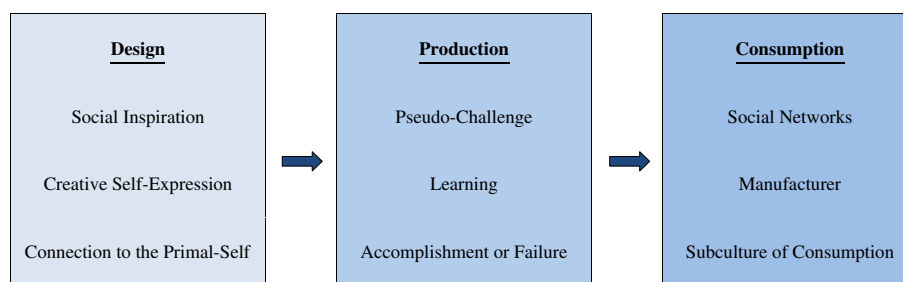 Design
Social Inspiration
Creative Self-Expression
Connection to the Primal-Self
Production
Pseudo-Challenge
Learning
Accomplishment or Failure
Consumption
Social Networks
Manufacturer
Subculture of Consumption